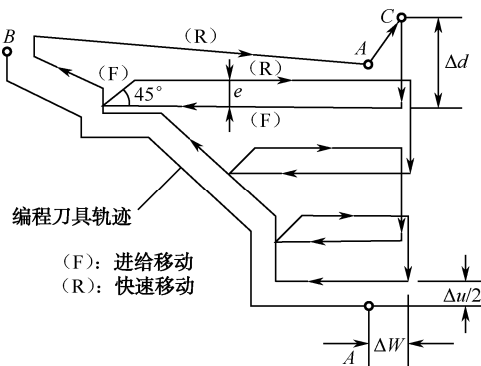 B
(R)
C
A
(R)
Δd
(F)
45°
e
(F)
编程刀具轨迹
(F)：进给移动
(R)：快速移动
Δu/2
A
ΔW